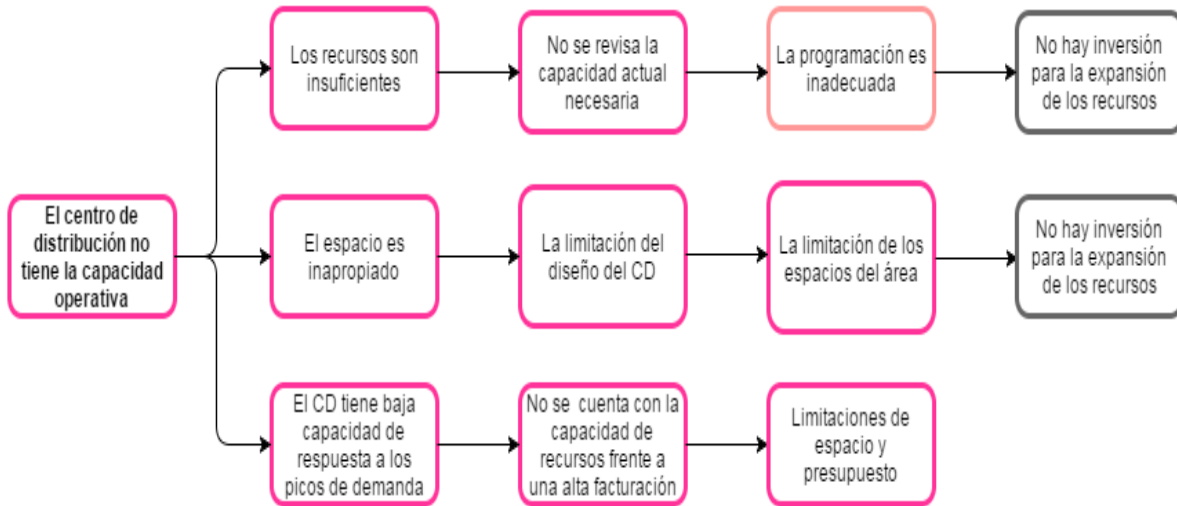 Los recursos son
insuficientes
No se revisa la
capacidad actual
necesaria
La programación es
inadecuada
No hay inversión
para la expansión
de los recursos
El centro de
distribución no
tiene la capacidad
operativa
El espacio es
inapropiado
La limitación del
diseño del CD
La limitación de los
espacios del área
No hay inversión
para la expansión
de los recursos
El CD tiene baja
capacidad de
respuesta a los
picos de demanda
No se cuenta con la
capacidad de
recursos frente a
una alta facturación
Limitaciones de
espacio y
presupuesto